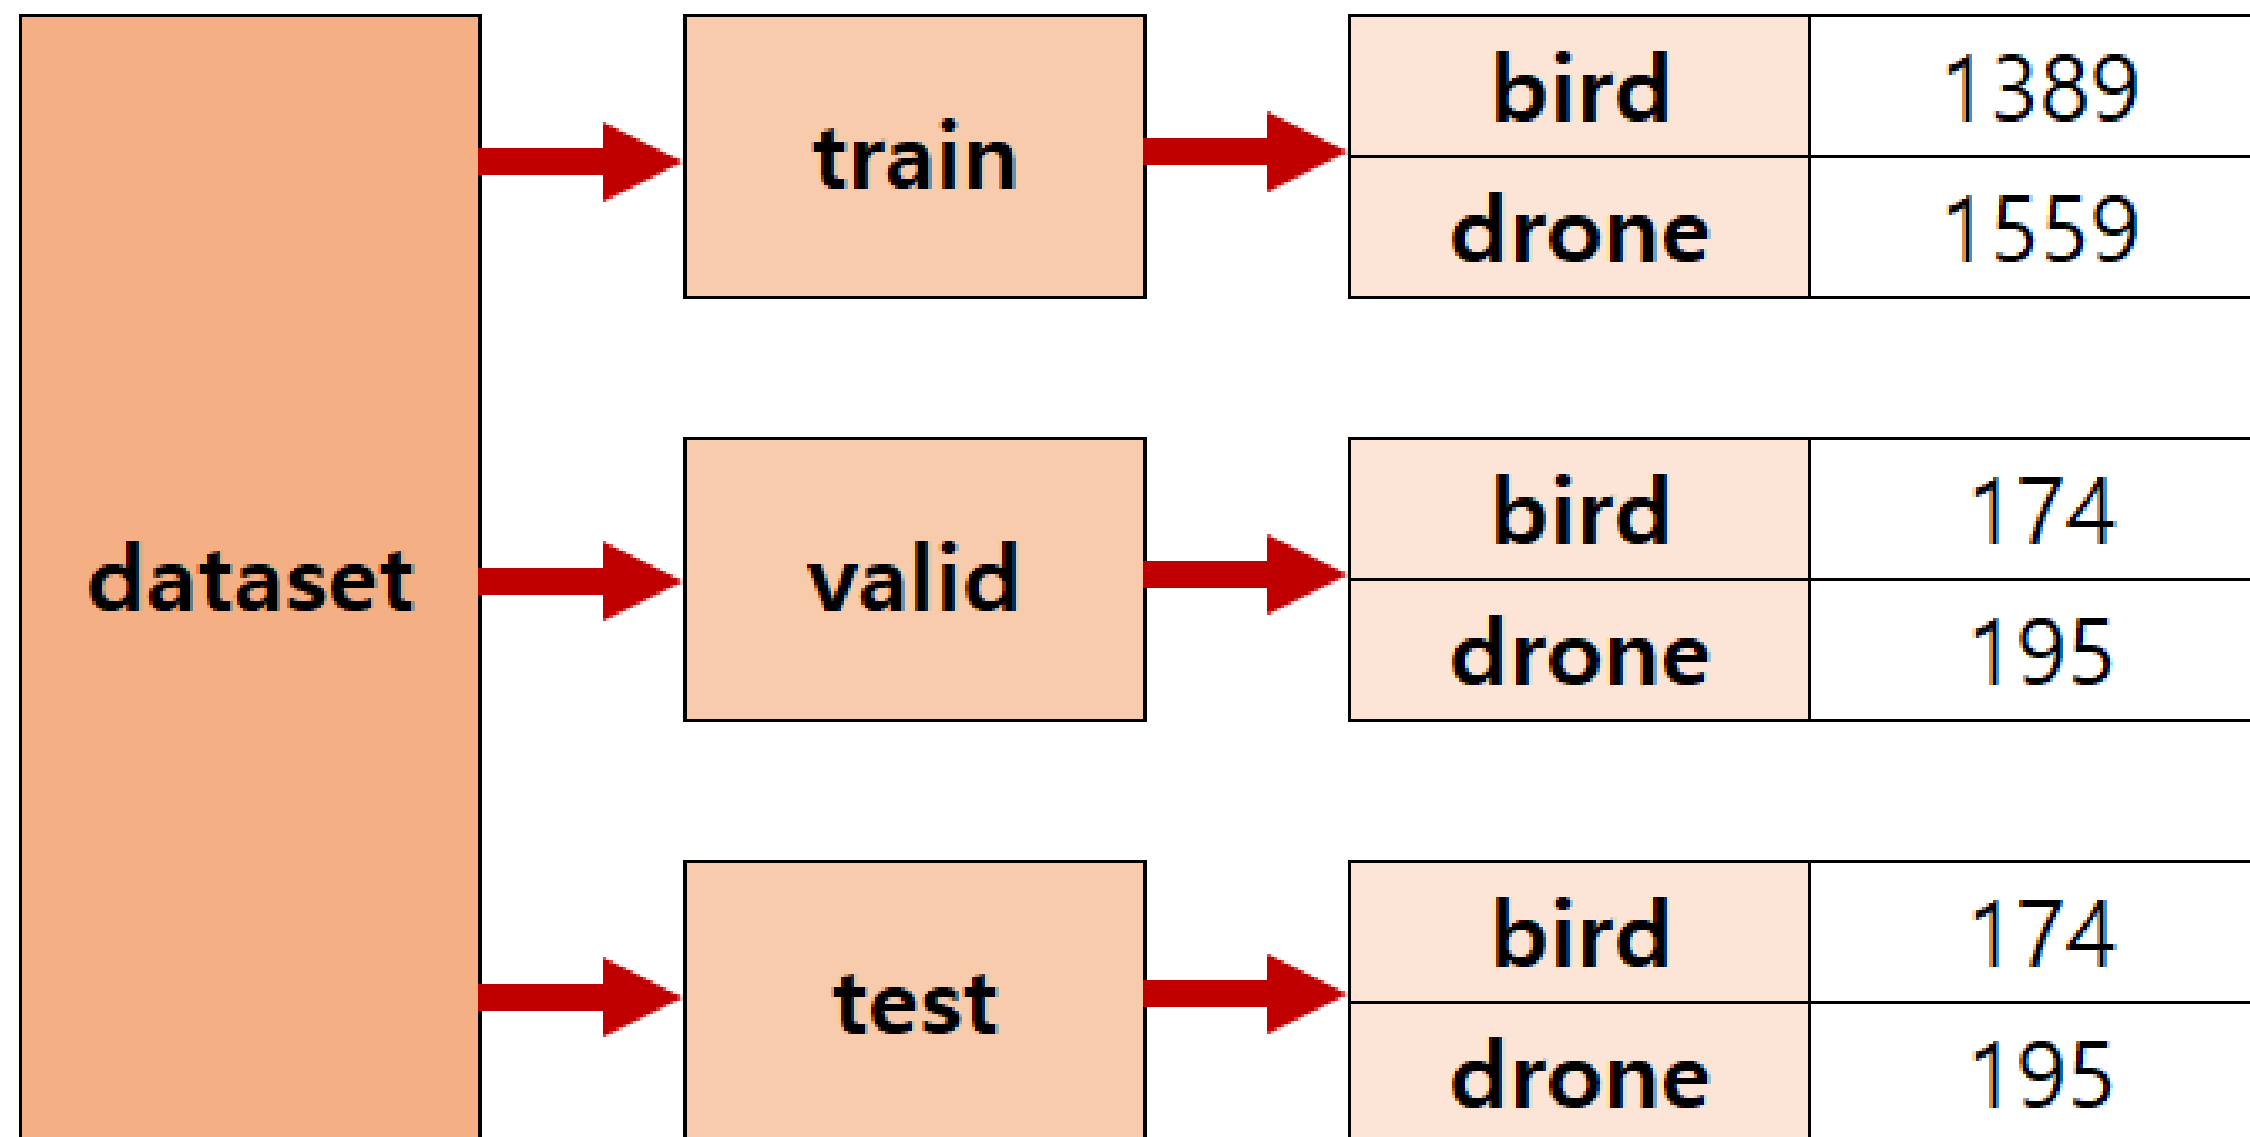 dataset
train
bird 1389
drone 1559
valid
bird 174
drone 195
test
bird 174
drone 195